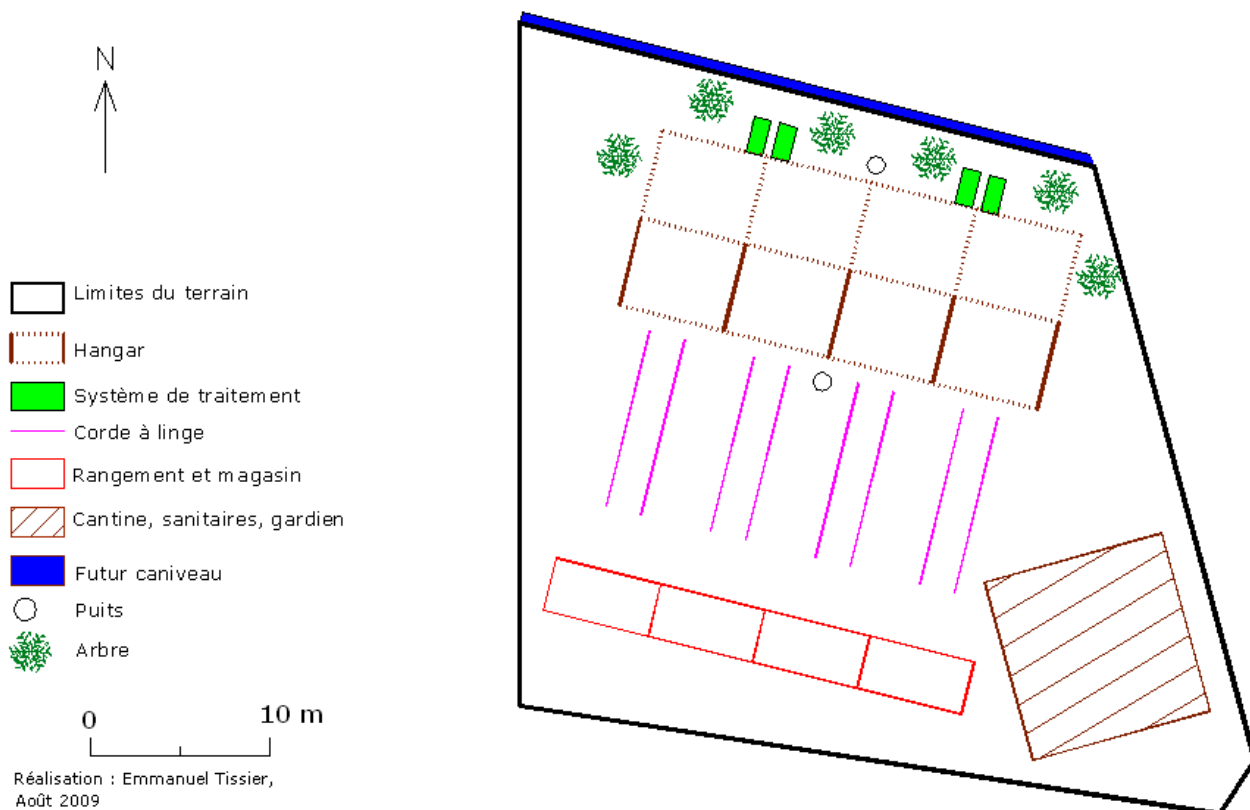 N
Limites du terrain
Hangar
Système de traitement
Corde à linge
Rangement et magasin
Cantine, sanitaires, gardien
Futur caniveau
Puits
Arbre
0 10 m
Réalisation : Emmanuel Tissier,
Août 2009